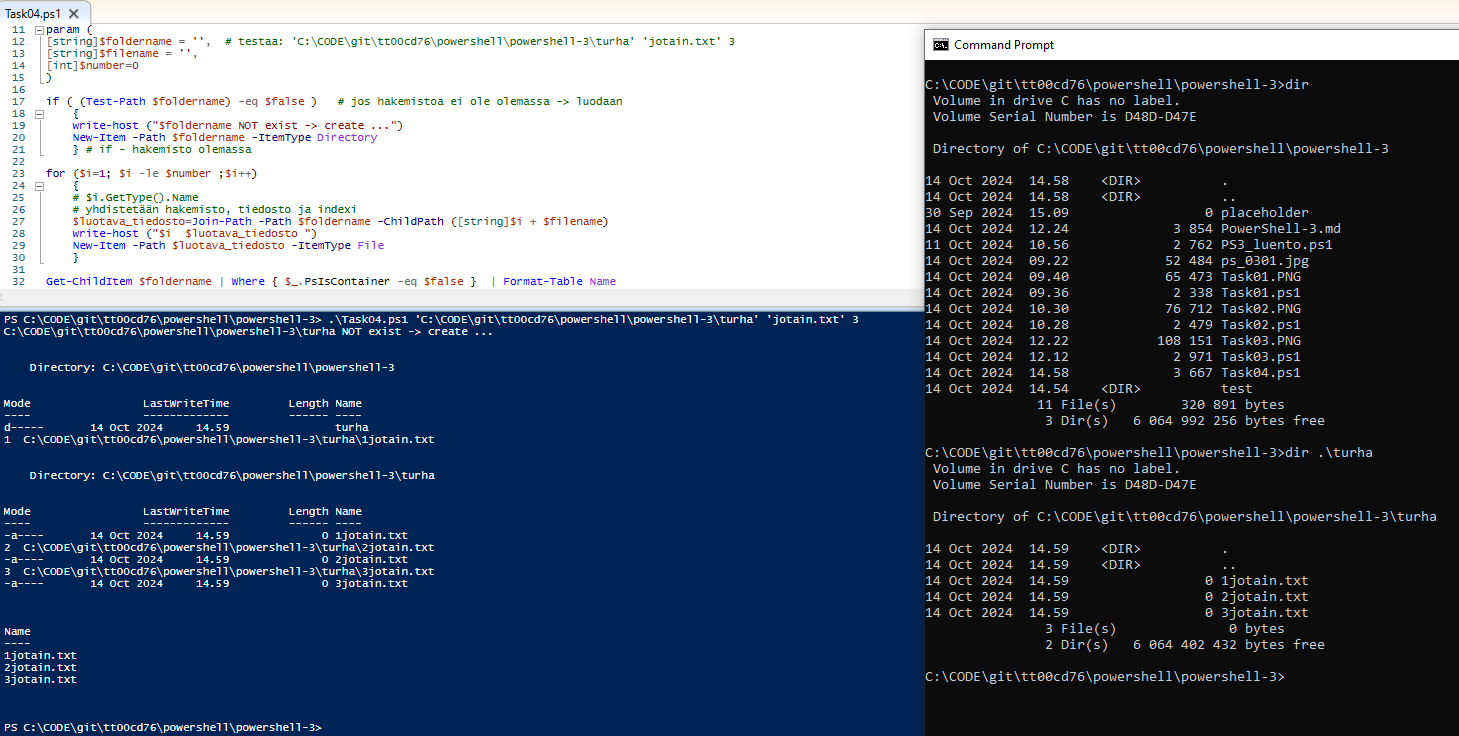 Task04.ps1
11 param (
12 [string]$foldername = '', # testaa: 'C:\CODE\git\tt00cd76\powershell\powershell-3\turha' 'jotain.txt' 3
13 [string]$filename = '',
14 [int]$number=0
15 )
16
17 if ( (Test-Path $foldername) -eq $false ) # jos hakemistoa ei ole olemassa -> luodaan
18 {
19 write-host ("$foldername NOT exist -> create ...")
20 New-Item -Path $foldername -ItemType Directory
21 } # if - hakemisto olemassa
22
23 for ($i=1; $i -le $number ;$i++)
24 {
25 # $i.GetType().Name
26 # yhdistetään hakemisto, tiedosto ja indexi
27 $luotava_tiedosto=Join-Path -Path $foldername -ChildPath ([string]$i + $filename)
28 write-host ("$i $luotava_tiedosto ")
29 New-Item -Path $luotava_tiedosto -ItemType File
30 }
31
32 Get-ChildItem $foldername | Where { $_.PsIsContainer -eq $false } | Format-Table Name
PS C:\CODE\git\tt00cd76\powershell\powershell-3> .\Task04.ps1 'C:\CODE\git\tt00cd76\powershell\powershell-3\turha' 'jotain.txt' 3
C:\CODE\git\tt00cd76\powershell\powershell-3\turha NOT exist -> create ...
Directory: C:\CODE\git\tt00cd76\powershell\powershell-3
Mode LastWriteTime Length Name
---- ------------- ------ ----
d----- 14 Oct 2024 14.59 turha
1 C:\CODE\git\tt00cd76\powershell\powershell-3\turha\1jotain.txt
Directory: C:\CODE\git\tt00cd76\powershell\powershell-3\turha
Mode LastWriteTime Length Name
---- ------------- ------ ----
-a---- 14 Oct 2024 14.59 0 1jotain.txt
2 C:\CODE\git\tt00cd76\powershell\powershell-3\turha\2jotain.txt
-a---- 14 Oct 2024 14.59 0 2jotain.txt
3 C:\CODE\git\tt00cd76\powershell\powershell-3\turha\3jotain.txt
-a---- 14 Oct 2024 14.59 0 3jotain.txt
Name
----
1jotain.txt
2jotain.txt
3jotain.txt
PS C:\CODE\git\tt00cd76\powershell\powershell-3>
Command Prompt
C:\CODE\git\tt00cd76\powershell\powershell-3>dir
Volume in drive C has no label.
Volume Serial Number is D48D-D47E
Directory of C:\CODE\git\tt00cd76\powershell\powershell-3
14 Oct 2024 14.58 <DIR> .
14 Oct 2024 14.58 <DIR> ..
30 Sep 2024 15.09 0 placeholder
14 Oct 2024 12.24 3 854 PowerShell-3.md
11 Oct 2024 10.56 2 762 PS3_luento.ps1
14 Oct 2024 09.22 52 484 ps_0301.jpg
14 Oct 2024 09.40 65 473 Task01.PNG
14 Oct 2024 09.36 2 338 Task01.ps1
14 Oct 2024 10.30 76 712 Task02.PNG
14 Oct 2024 10.28 2 479 Task02.ps1
14 Oct 2024 12.22 108 151 Task03.PNG
14 Oct 2024 12.12 2 971 Task03.ps1
14 Oct 2024 14.58 3 667 Task04.ps1
14 Oct 2024 14.54 <DIR> test
11 File(s) 320 891 bytes
3 Dir(s) 6 064 992 256 bytes free
C:\CODE\git\tt00cd76\powershell\powershell-3>dir .\turha
Volume in drive C has no label.
Volume Serial Number is D48D-D47E
Directory of C:\CODE\git\tt00cd76\powershell\powershell-3\turha
14 Oct 2024 14.59 <DIR> .
14 Oct 2024 14.59 <DIR> ..
14 Oct 2024 14.59 0 1jotain.txt
14 Oct 2024 14.59 0 2jotain.txt
14 Oct 2024 14.59 0 3jotain.txt
3 File(s) 0 bytes
2 Dir(s) 6 064 402 432 bytes free
C:\CODE\git\tt00cd76\powershell\powershell-3>